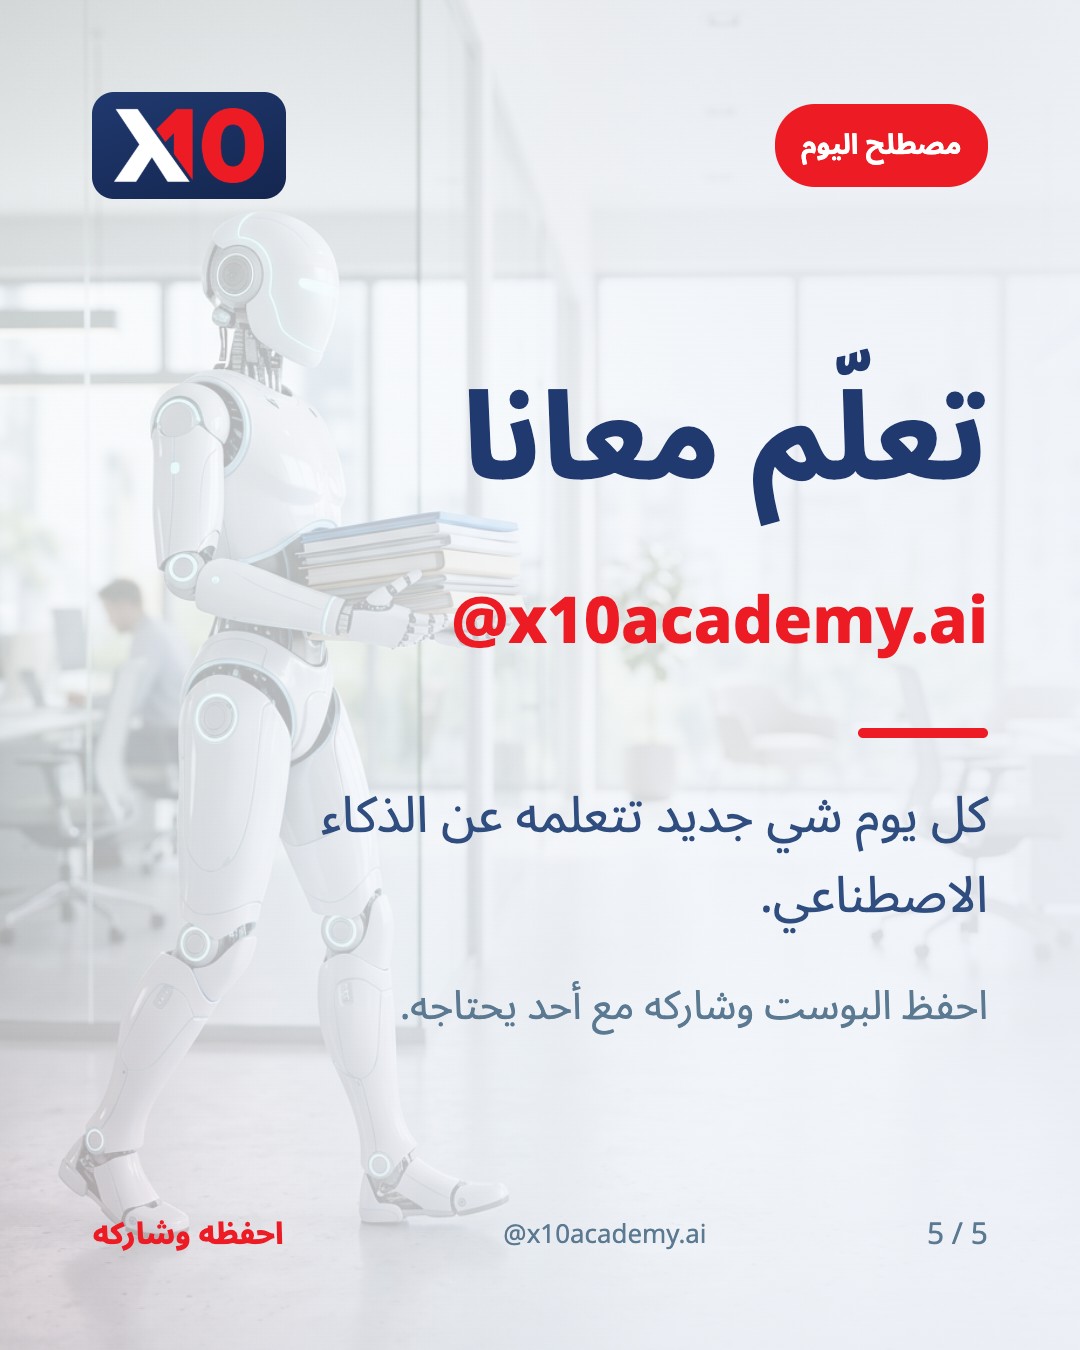 X10
مصطلح اليوم
تعلّم معانا
@x10academy.ai
كل يوم شي جديد تتعلمه عن الذكاء
الاصطناعي.
احفظ البوست وشاركه مع أحد يحتاجه.
احفظه وشاركه
@x10academy.ai
5 / 5